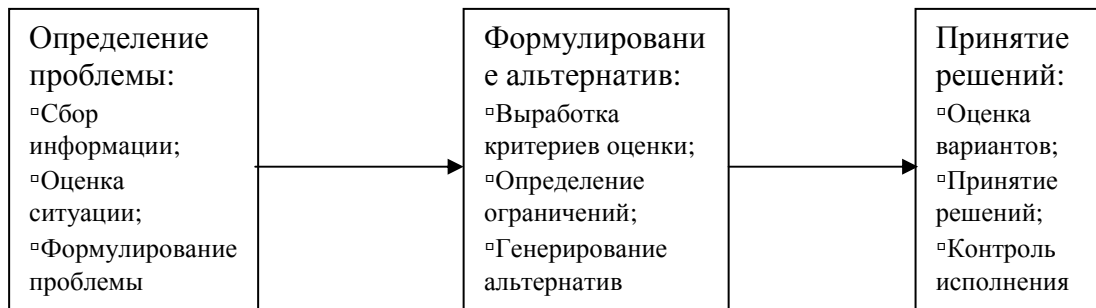 Определение
проблемы:
▫Сбор
информации;
▫Оценка
ситуации;
▫Формулирование
проблемы
Формулировани
е альтернатив:
▫Выработка
критериев оценки;
▫Определение
ограничений;
▫Генерирование
альтернатив
Принятие
решений:
▫Оценка
вариантов;
▫Принятие
решений;
▫Контроль
исполнения